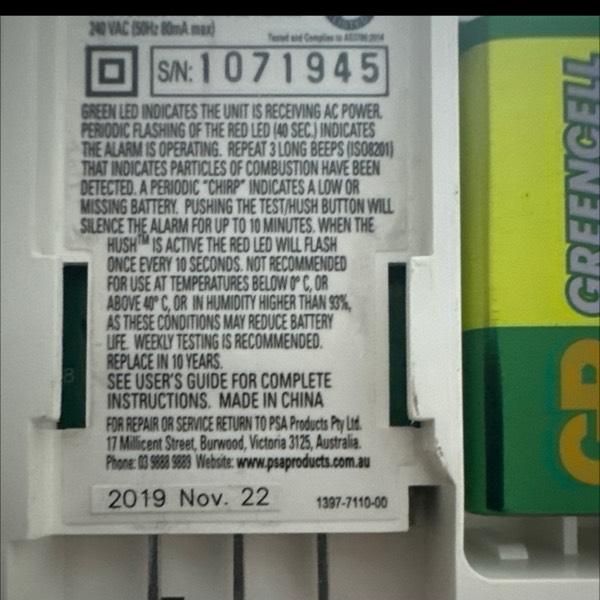 240 VAC (50Hz 80mA max)
Tested and Complies to AS3786:2014
S/N: 1071945
GREEN LED INDICATES THE UNIT IS RECEIVING AC POWER.
PERIODIC FLASHING OF THE RED LED (40 SEC.) INDICATES
THE ALARM IS OPERATING. REPEAT 3 LONG BEEPS (ISO8201)
THAT INDICATES PARTICLES OF COMBUSTION HAVE BEEN
DETECTED. A PERIODIC "CHIRP" INDICATES A LOW OR
MISSING BATTERY. PUSHING THE TEST/HUSH BUTTON WILL
SILENCE THE ALARM FOR UP TO 10 MINUTES. WHEN THE
HUSH™ IS ACTIVE THE RED LED WILL FLASH
ONCE EVERY 10 SECONDS. NOT RECOMMENDED
FOR USE AT TEMPERATURES BELOW 0° C, OR
ABOVE 40° C, OR IN HUMIDITY HIGHER THAN 93%,
AS THESE CONDITIONS MAY REDUCE BATTERY
LIFE. WEEKLY TESTING IS RECOMMENDED.
REPLACE IN 10 YEARS.
SEE USER'S GUIDE FOR COMPLETE
INSTRUCTIONS. MADE IN CHINA
FOR REPAIR OR SERVICE RETURN TO PSA Products Pty Ltd.
17 Millicent Street, Burwood, Victoria 3125, Australia.
Phone: 03 9888 9889 Website: www.psaproducts.com.au
2019 Nov. 22
1397-7110-00
8
GREENCELL
GP